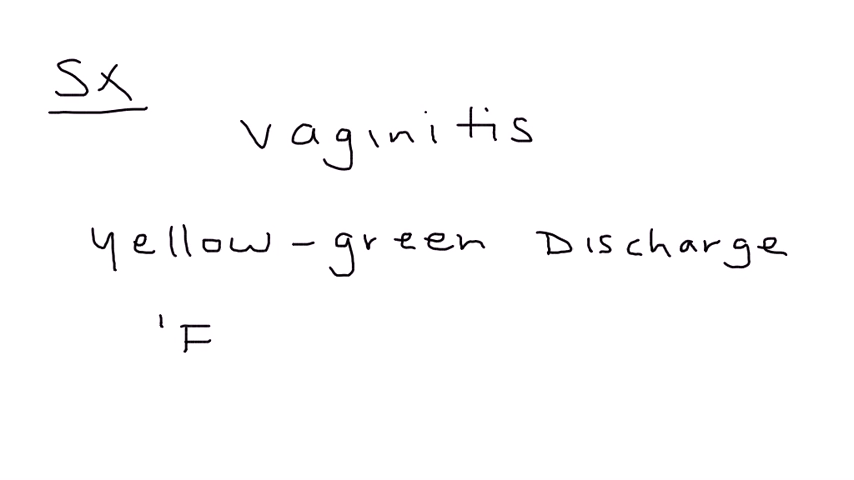 Sx
vaginitis
yellow-green Discharge
'F